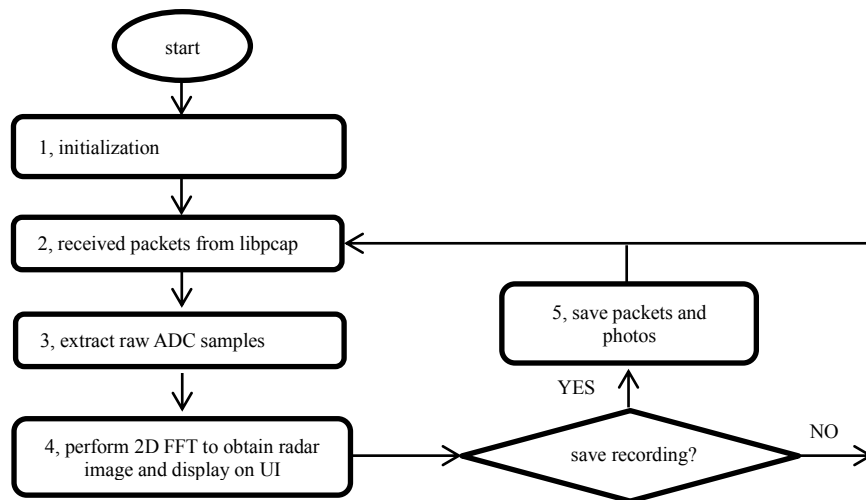 start
1, initialization
2, received packets from libpcap
3, extract raw ADC samples
4, perform 2D FFT to obtain radar
image and display on UI
5, save packets and
photos
YES
save recording?
NO